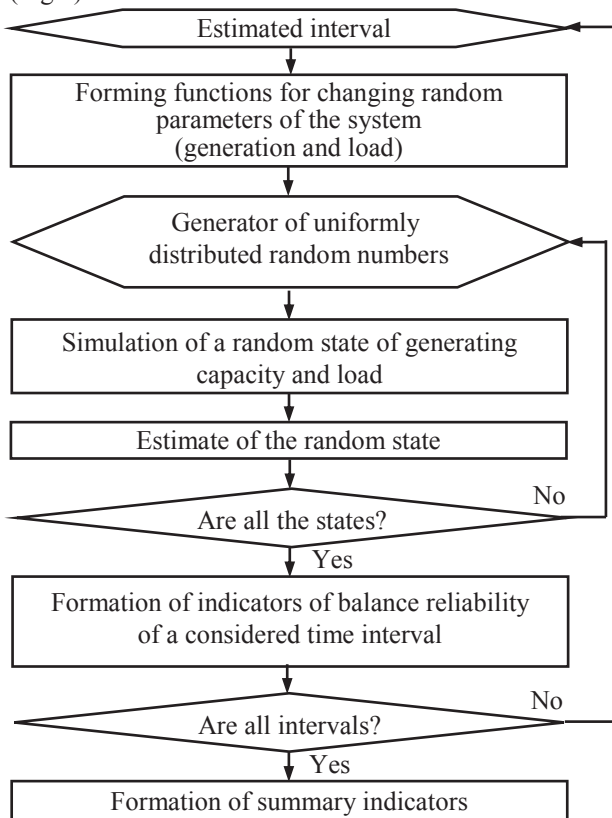 Estimated interval
Forming functions for changing random
parameters of the system
(generation and load)
Generator of uniformly
distributed random numbers
Simulation of a random state of generating
capacity and load
Estimate of the random state
No
Are all the states?
Yes
Formation of indicators of balance reliability
of a considered time interval
No
Are all intervals?
Yes
Formation of summary indicators